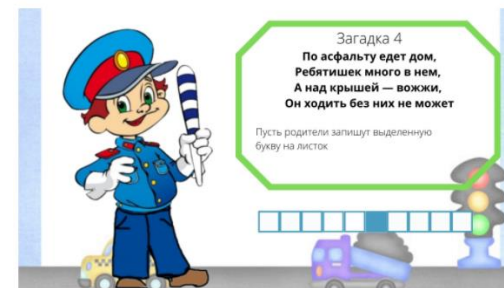 Загадка 4
По асфальту едет дом,
Ребятишек много в нем,
А над крышей — вожжи,
Он ходить без них не может
Пусть родители запишут выделенную
букву на листок